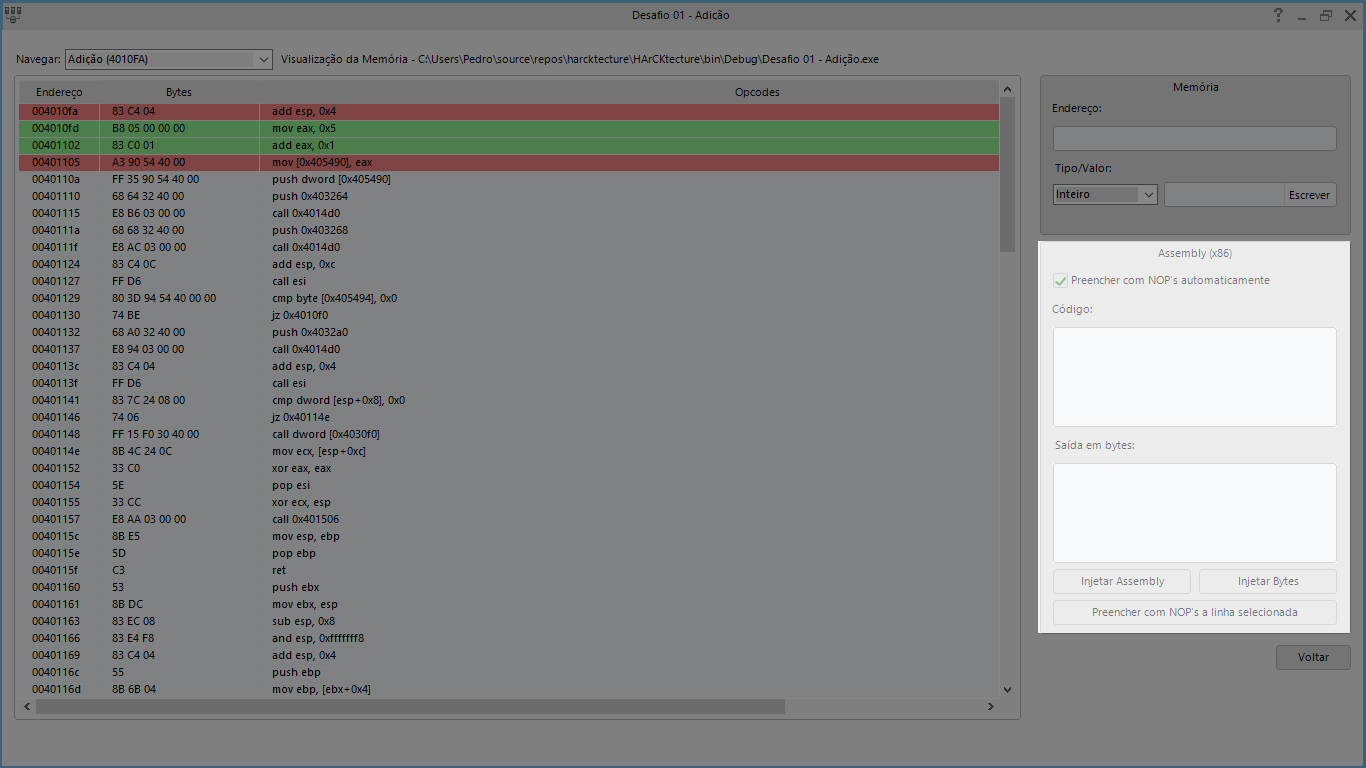 Desafio 01 - Adição
?
Navegar: Adição (4010FA) Visualização da Memória - C:\Users\Pedro\source\repos\harcktecture\HArCKtecture\bin\Debug\Desafio 01 - Adição.exe
Endereço Bytes Opcodes
004010fa 83 C4 04 add esp, 0x4
004010fd B8 05 00 00 00 mov eax, 0x5
00401102 83 C0 01 add eax, 0x1
00401105 A3 90 54 40 00 mov [0x405490], eax
0040110a FF 35 90 54 40 00 push dword [0x405490]
00401110 68 64 32 40 00 push 0x403264
00401115 E8 B6 03 00 00 call 0x4014d0
0040111a 68 68 32 40 00 push 0x403268
0040111f E8 AC 03 00 00 call 0x4014d0
00401124 83 C4 0C add esp, 0xc
00401127 FF D6 call esi
00401129 80 3D 94 54 40 00 00 cmp byte [0x405494], 0x0
00401130 74 BE jz 0x4010f0
00401132 68 A0 32 40 00 push 0x4032a0
00401137 E8 94 03 00 00 call 0x4014d0
0040113c 83 C4 04 add esp, 0x4
0040113f FF D6 call esi
00401141 83 7C 24 08 00 cmp dword [esp+0x8], 0x0
00401146 74 06 jz 0x40114e
00401148 FF 15 F0 30 40 00 call dword [0x4030f0]
0040114e 8B 4C 24 0C mov ecx, [esp+0xc]
00401152 33 C0 xor eax, eax
00401154 5E pop esi
00401155 33 CC xor ecx, esp
00401157 E8 AA 03 00 00 call 0x401506
0040115c 8B E5 mov esp, ebp
0040115e 5D pop ebp
0040115f C3 ret
00401160 53 push ebx
00401161 8B DC mov ebx, esp
00401163 83 EC 08 sub esp, 0x8
00401166 83 E4 F8 and esp, 0xfffffff8
00401169 83 C4 04 add esp, 0x4
0040116c 55 push ebp
0040116d 8B 6B 04 mov ebp, [ebx+0x4]
Memória
Endereço:
Tipo/Valor:
Inteiro Escrever
Assembly (x86)
Preencher com NOP's automaticamente
Código:
Saída em bytes:
Injetar Assembly Injetar Bytes
Preencher com NOP's a linha selecionada
Voltar